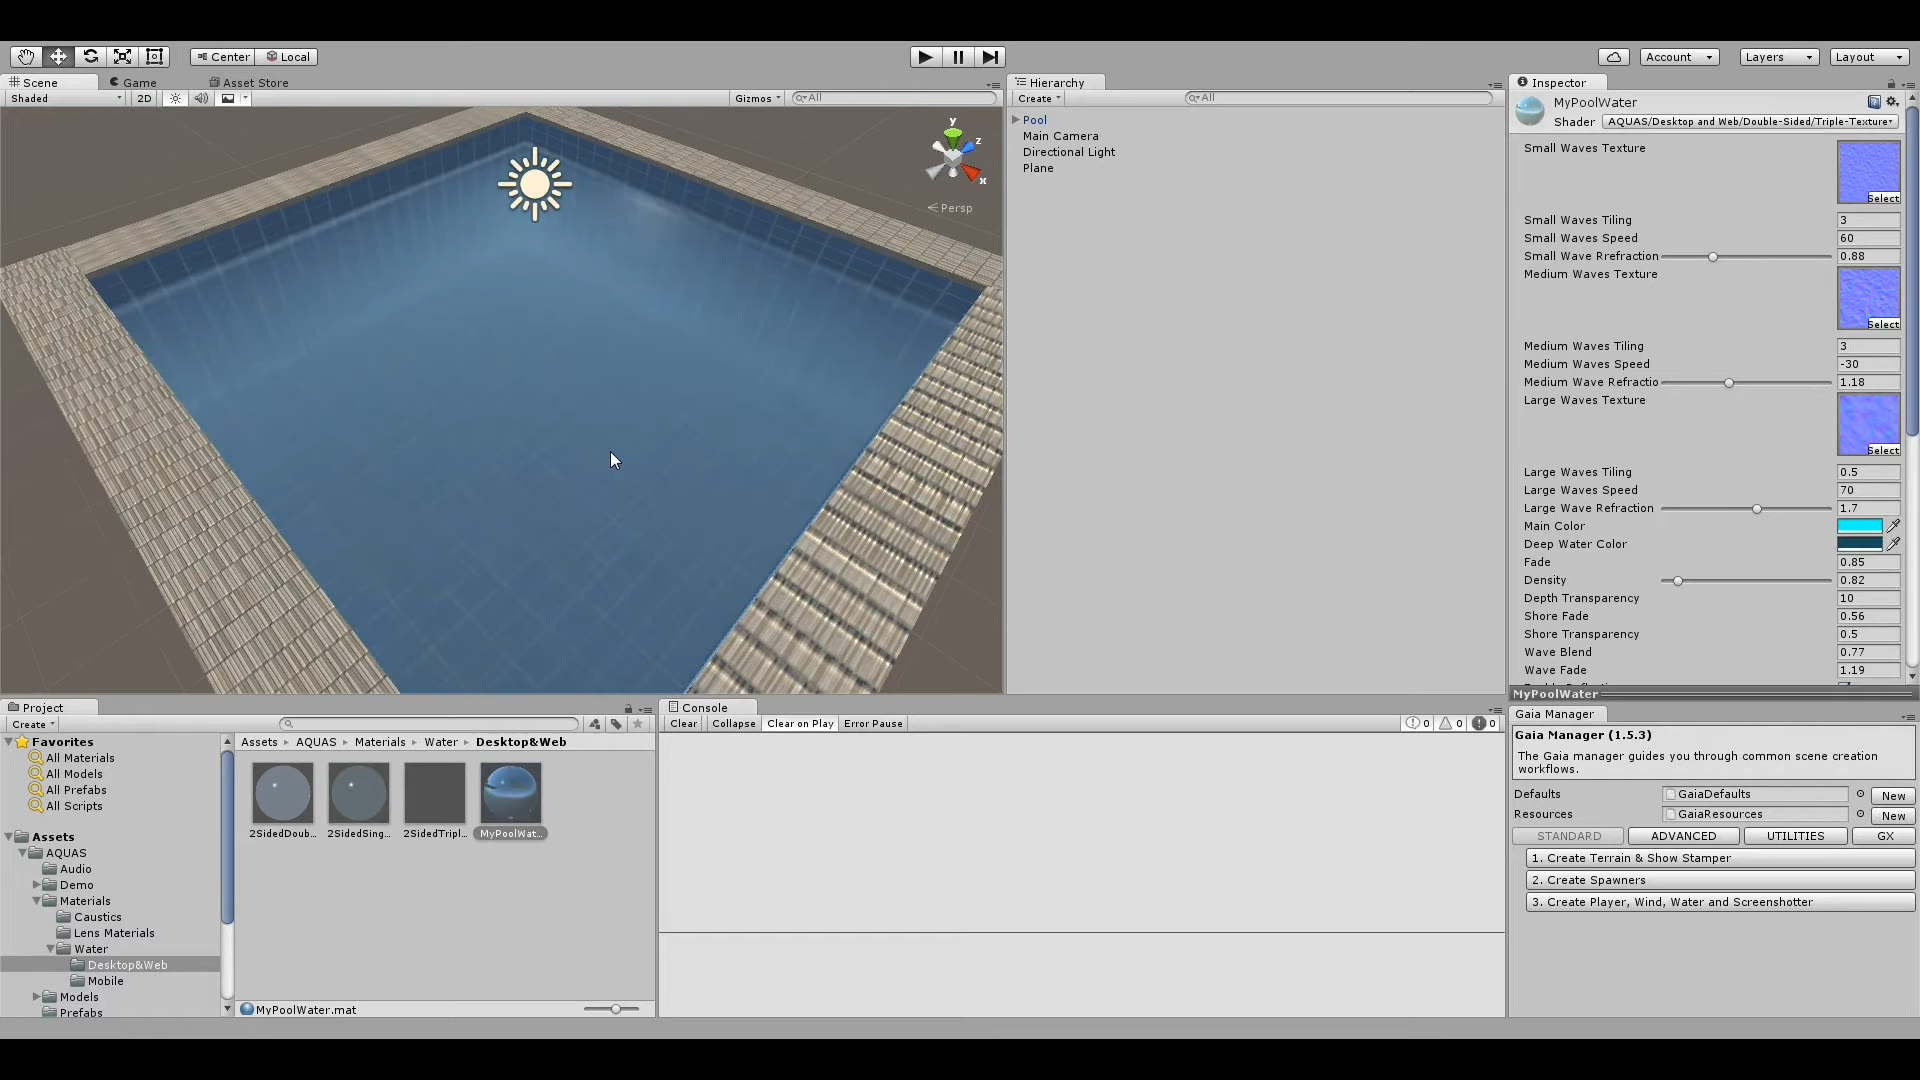 Center Local Account Layers Layout
Scene Game Asset Store Hierarchy Inspector
Shaded 2D Gizmos All Create All
MyPoolWater
Shader AQUAS/Desktop and Web/Double-Sided/Triple-Texture
y
z
x
Persp
Pool
Main Camera
Directional Light
Plane
Small Waves Texture
Select
Small Waves Tiling 3
Small Waves Speed 60
Small Wave Rrefraction 0.88
Medium Waves Texture
Select
Medium Waves Tiling 3
Medium Waves Speed -30
Medium Wave Refractio 1.18
Large Waves Texture
Select
Large Waves Tiling 0.5
Large Waves Speed 70
Large Wave Refraction 1.7
Main Color
Deep Water Color
Fade 0.85
Density 0.82
Depth Transparency 10
Shore Fade 0.56
Shore Transparency 0.5
Wave Blend 0.77
Wave Fade 1.19
MyPoolWater
Project
Create
Favorites
All Materials
All Models
All Prefabs
All Scripts
Assets
AQUAS
Audio
Demo
Materials
Caustics
Lens Materials
Water
Desktop&Web
Mobile
Models
Prefabs
Assets AQUAS Materials Water Desktop&Web
2SidedDoub... 2SidedSing... 2SidedTripl... MyPoolWat...
MyPoolWater.mat
Console
Clear Collapse Clear on Play Error Pause 0 0 0
Gaia Manager
Gaia Manager (1.5.3)
The Gaia manager guides you through common scene creation
workflows.
Defaults GaiaDefaults New
Resources GaiaResources New
STANDARD ADVANCED UTILITIES GX
1. Create Terrain & Show Stamper
2. Create Spawners
3. Create Player, Wind, Water and Screenshotter